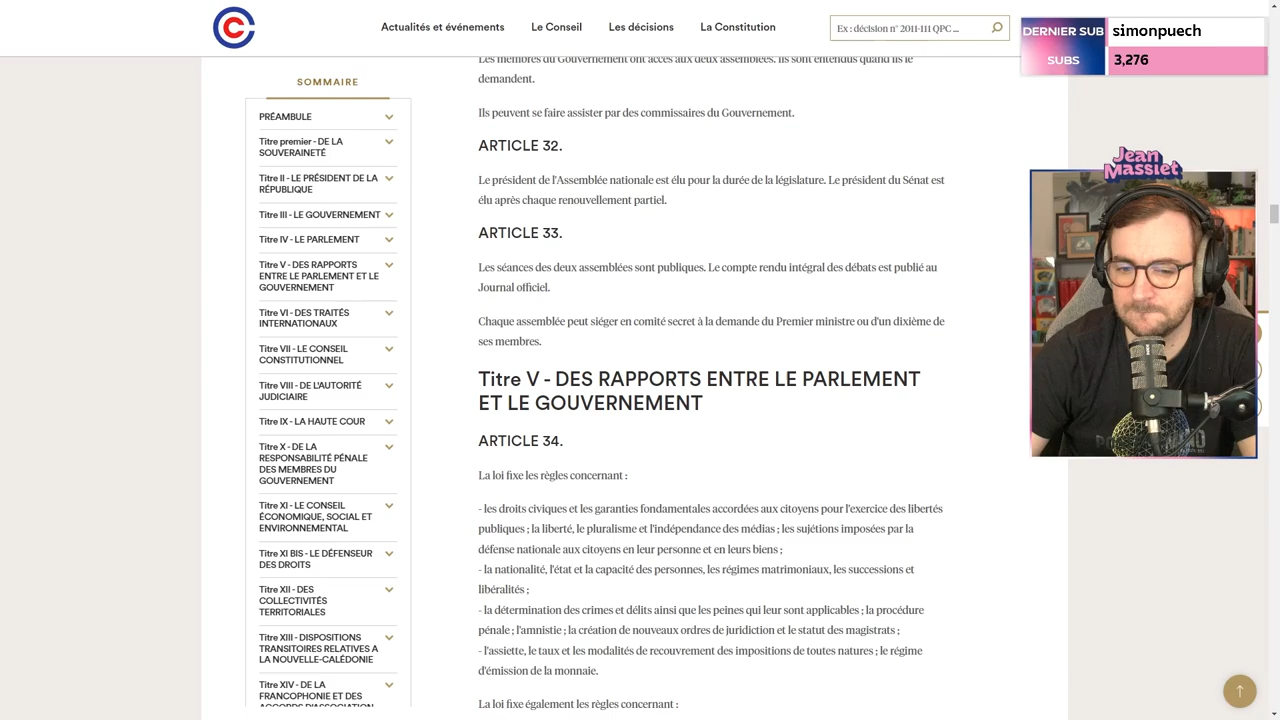 Actualités et événements
Le Conseil
Les décisions
La Constitution
Ex : décision n° 2011-111 QPC ...
DERNIER SUB
simonpuech
SUBS
3,276
Jean
Massiet
SOMMAIRE
PRÉAMBULE
Titre premier - DE LA
SOUVERAINETÉ
Titre II - LE PRÉSIDENT DE LA
RÉPUBLIQUE
Titre III - LE GOUVERNEMENT
Titre IV - LE PARLEMENT
Titre V - DES RAPPORTS
ENTRE LE PARLEMENT ET LE
GOUVERNEMENT
Titre VI - DES TRAITÉS
INTERNATIONAUX
Titre VII - LE CONSEIL
CONSTITUTIONNEL
Titre VIII - DE L'AUTORITÉ
JUDICIAIRE
Titre IX - LA HAUTE COUR
Titre X - DE LA
RESPONSABILITÉ PÉNALE
DES MEMBRES DU
GOUVERNEMENT
Titre XI - LE CONSEIL
ÉCONOMIQUE, SOCIAL ET
ENVIRONNEMENTAL
Titre XI BIS - LE DÉFENSEUR
DES DROITS
Titre XII - DES
COLLECTIVITÉS
TERRITORIALES
Titre XIII - DISPOSITIONS
TRANSITOIRES RELATIVES A
LA NOUVELLE-CALÉDONIE
Titre XIV - DE LA
FRANCOPHONIE ET DES
ACCORDS D'ASSOCIATION
Les membres du Gouvernement ont accès aux deux assemblées. Ils sont entendus quand ils le
demandent.
Ils peuvent se faire assister par des commissaires du Gouvernement.
ARTICLE 32.
Le président de l'Assemblée nationale est élu pour la durée de la législature. Le président du Sénat est
élu après chaque renouvellement partiel.
ARTICLE 33.
Les séances des deux assemblées sont publiques. Le compte rendu intégral des débats est publié au
Journal officiel.
Chaque assemblée peut siéger en comité secret à la demande du Premier ministre ou d'un dixième de
ses membres.
Titre V - DES RAPPORTS ENTRE LE PARLEMENT
ET LE GOUVERNEMENT
ARTICLE 34.
La loi fixe les règles concernant :
- les droits civiques et les garanties fondamentales accordées aux citoyens pour l'exercice des libertés
publiques ; la liberté, le pluralisme et l'indépendance des médias ; les sujétions imposées par la
défense nationale aux citoyens en leur personne et en leurs biens ;
- la nationalité, l'état et la capacité des personnes, les régimes matrimoniaux, les successions et
libéralités ;
- la détermination des crimes et délits ainsi que les peines qui leur sont applicables ; la procédure
pénale ; l'amnistie ; la création de nouveaux ordres de juridiction et le statut des magistrats ;
- l'assiette, le taux et les modalités de recouvrement des impositions de toutes natures ; le régime
d'émission de la monnaie.
La loi fixe également les règles concernant :